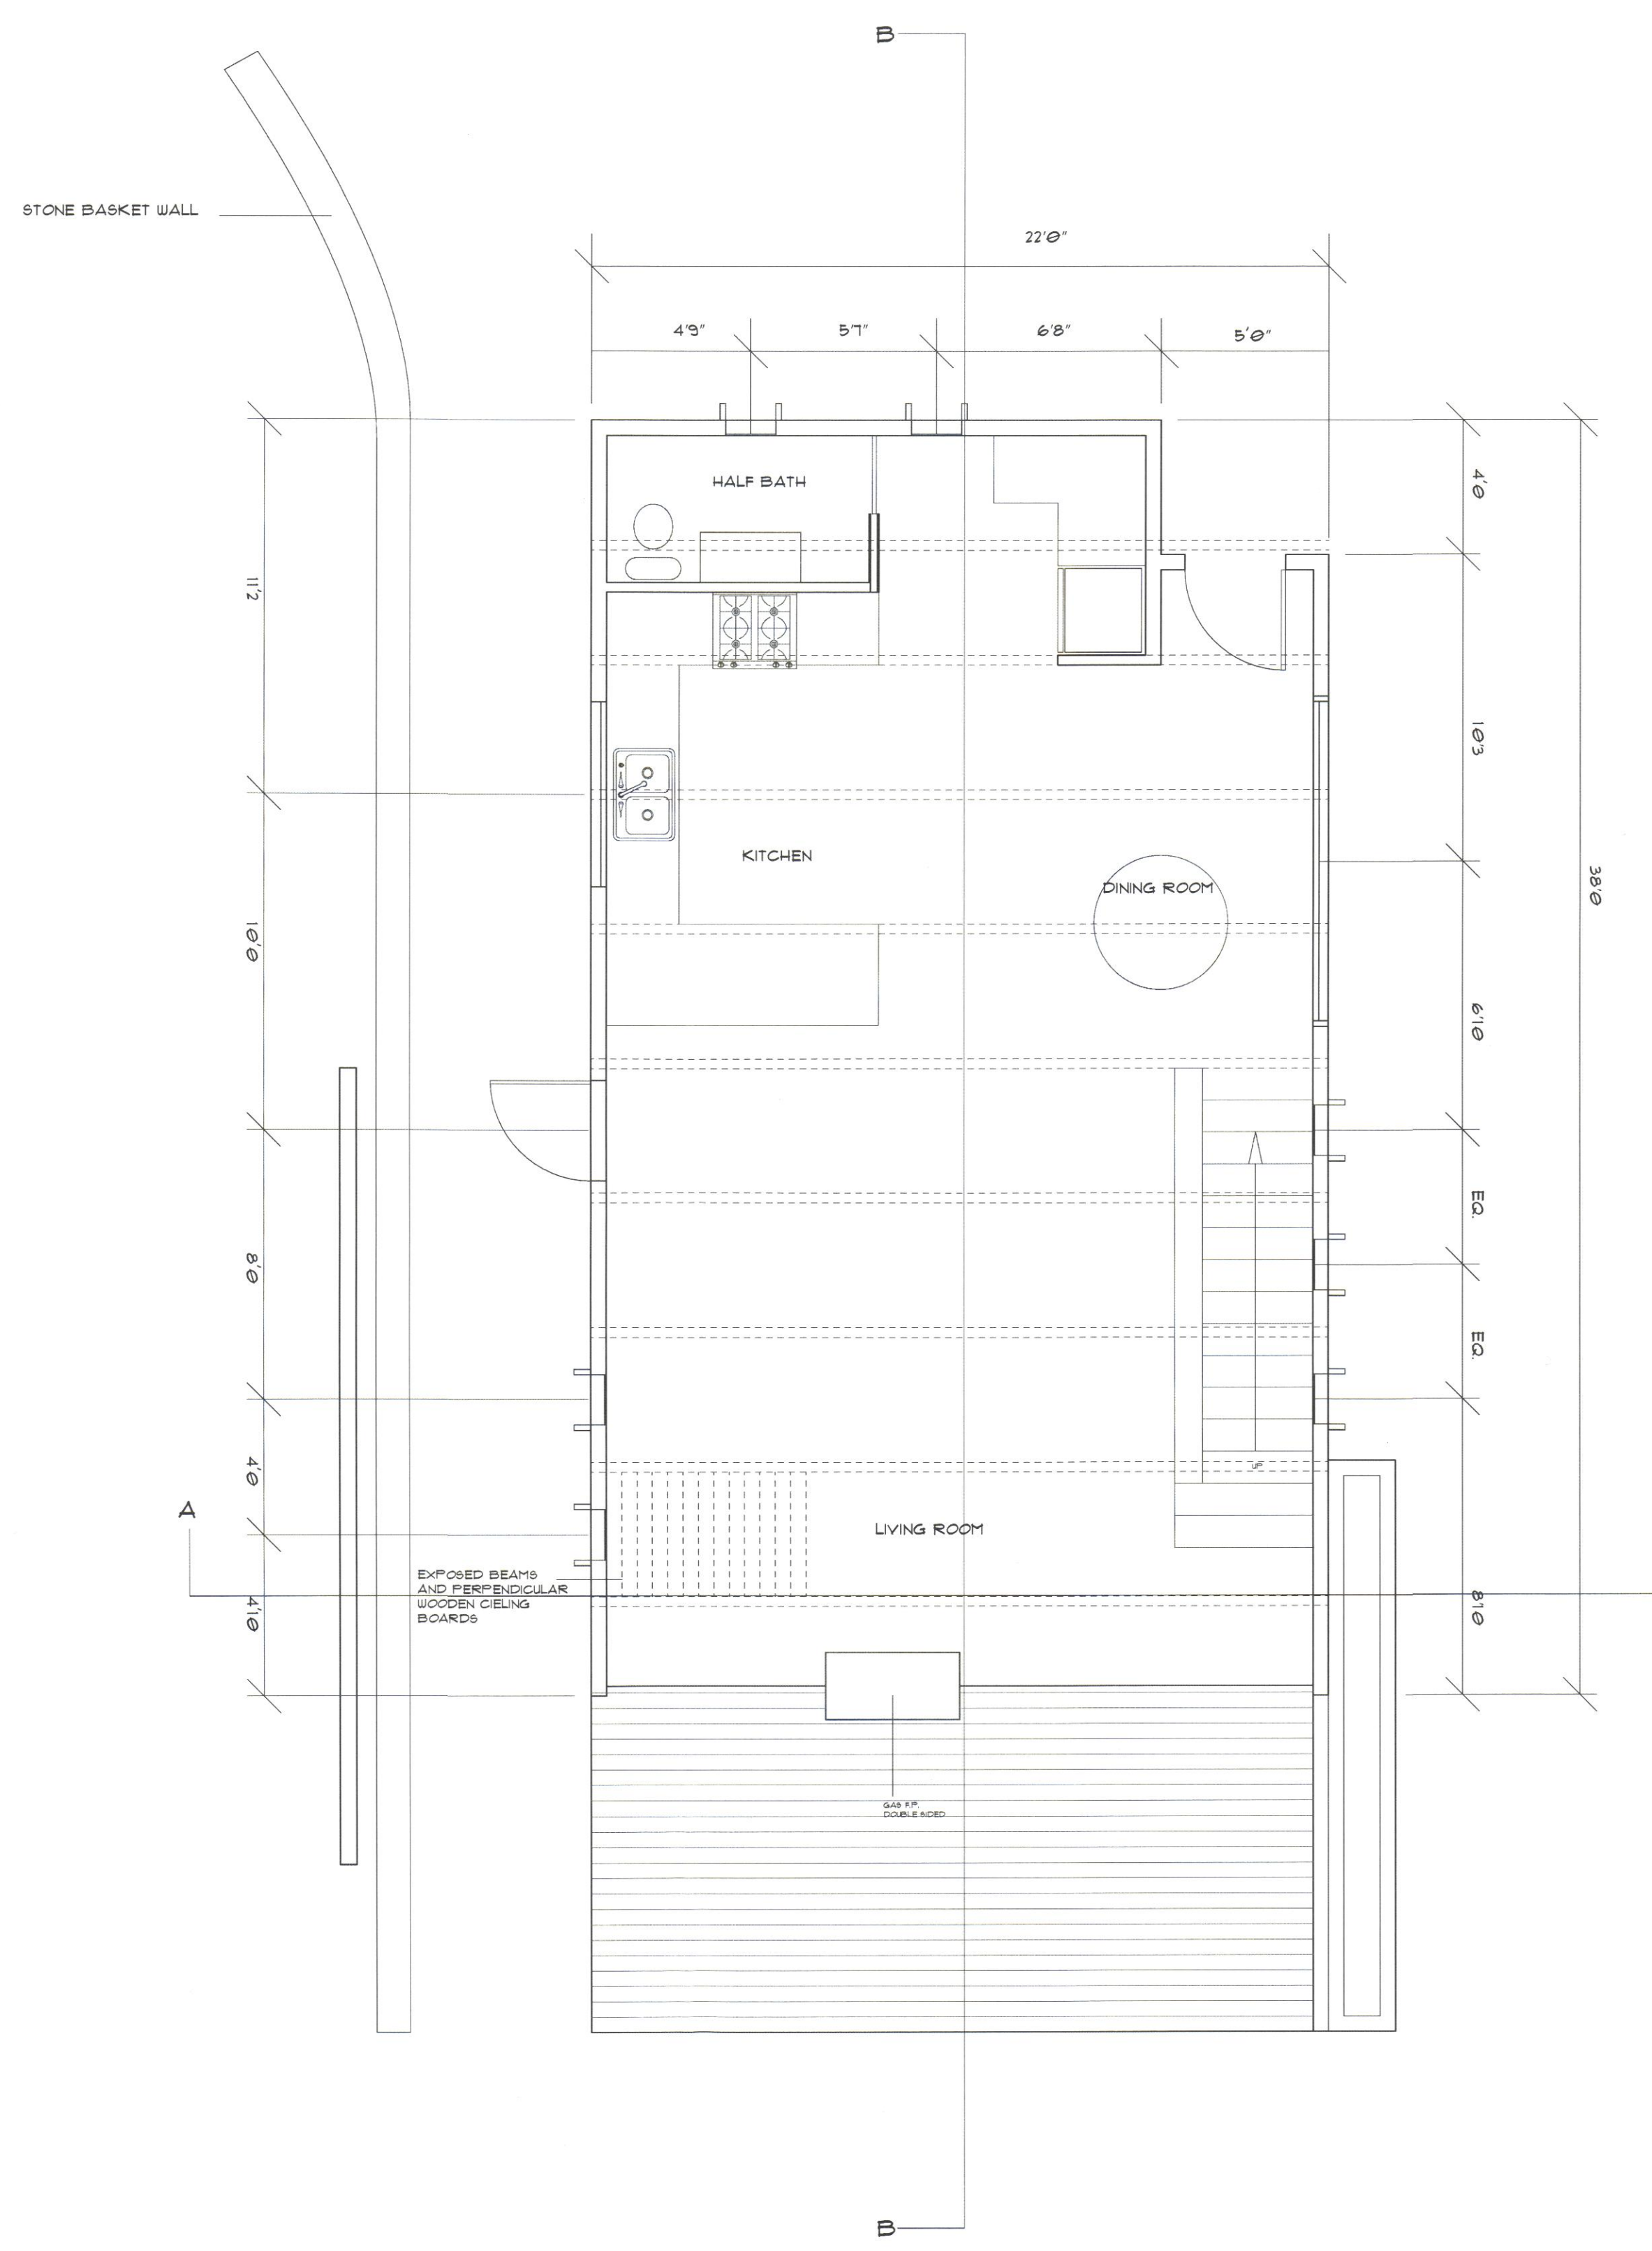 B
STONE BASKET WALL
22'0"
4'9"
5'7"
6'8"
5'0"
HALF BATH
4'0
11'2
10'3
KITCHEN
DINING ROOM
38'0
10'0
6'10
EQ.
8'0
EQ.
UP
4'0
A
LIVING ROOM
EXPOSED BEAMS
AND PERPENDICULAR
WOODEN CIELING
BOARDS
4'10
8'10
GAS F.P.
DOUBLE SIDED
B